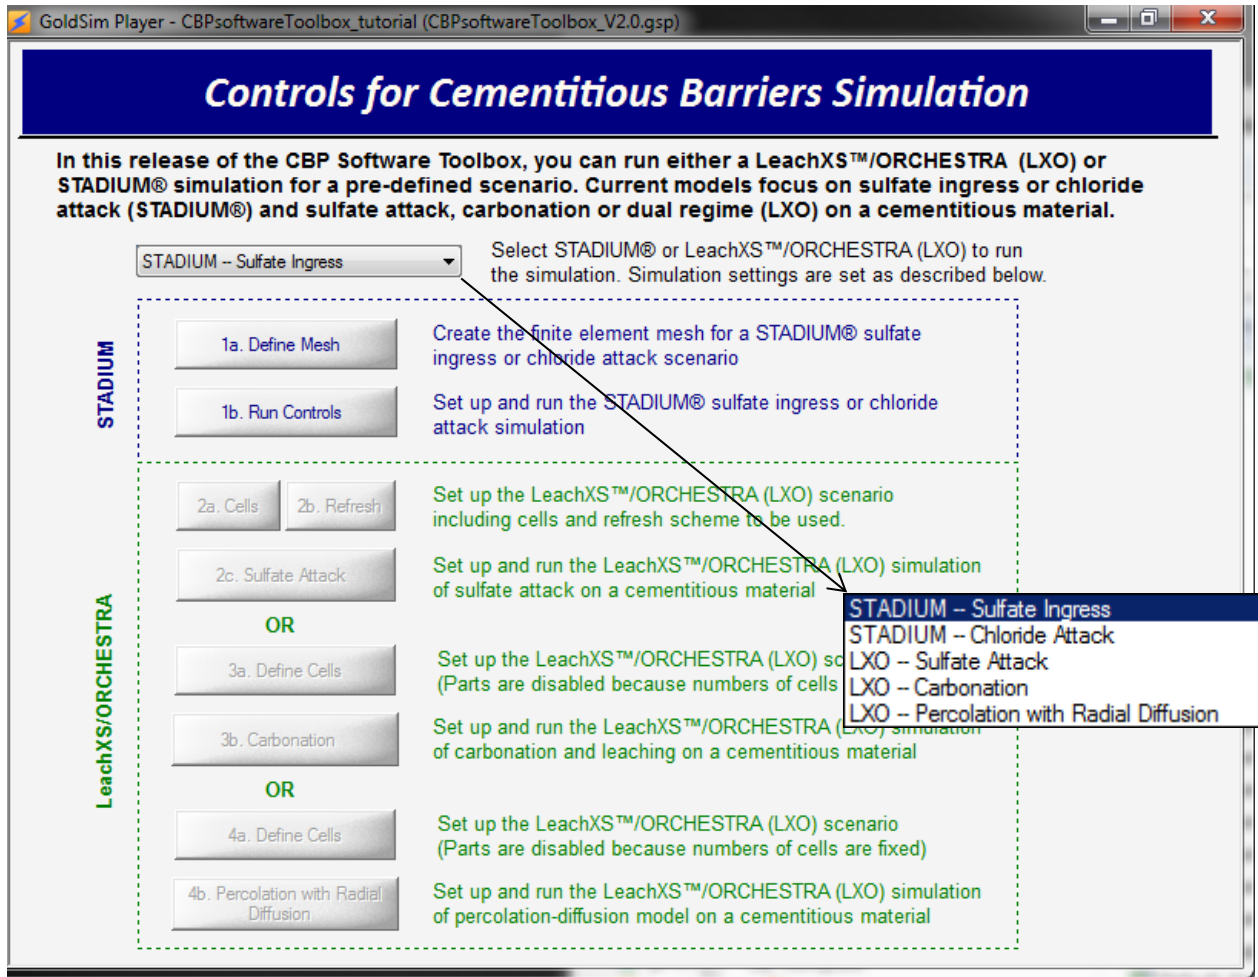 GoldSim Player - CBPsoftwareToolbox_tutorial (CBPsoftwareToolbox_V2.0.gsp)
Controls for Cementitious Barriers Simulation
In this release of the CBP Software Toolbox, you can run either a LeachXS™/ORCHESTRA (LXO) or
STADIUM® simulation for a pre-defined scenario. Current models focus on sulfate ingress or chloride
attack (STADIUM®) and sulfate attack, carbonation or dual regime (LXO) on a cementitious material.
STADIUM -- Sulfate Ingress
Select STADIUM® or LeachXS™/ORCHESTRA (LXO) to run
the simulation. Simulation settings are set as described below.
STADIUM
1a. Define Mesh
Create the finite element mesh for a STADIUM® sulfate
ingress or chloride attack scenario
1b. Run Controls
Set up and run the STADIUM® sulfate ingress or chloride
attack simulation
LeachXS/ORCHESTRA
2a. Cells
2b. Refresh
Set up the LeachXS™/ORCHESTRA (LXO) scenario
including cells and refresh scheme to be used.
2c. Sulfate Attack
Set up and run the LeachXS™/ORCHESTRA (LXO) simulation
of sulfate attack on a cementitious material
OR
3a. Define Cells
Set up the LeachXS™/ORCHESTRA (LXO) sc
(Parts are disabled because numbers of cells
3b. Carbonation
Set up and run the LeachXS™/ORCHESTRA (LXO) simulation
of carbonation and leaching on a cementitious material
OR
4a. Define Cells
Set up the LeachXS™/ORCHESTRA (LXO) scenario
(Parts are disabled because numbers of cells are fixed)
4b. Percolation with Radial
Diffusion
Set up and run the LeachXS™/ORCHESTRA (LXO) simulation
of percolation-diffusion model on a cementitious material
STADIUM -- Sulfate Ingress
STADIUM -- Chloride Attack
LXO -- Sulfate Attack
LXO -- Carbonation
LXO -- Percolation with Radial Diffusion